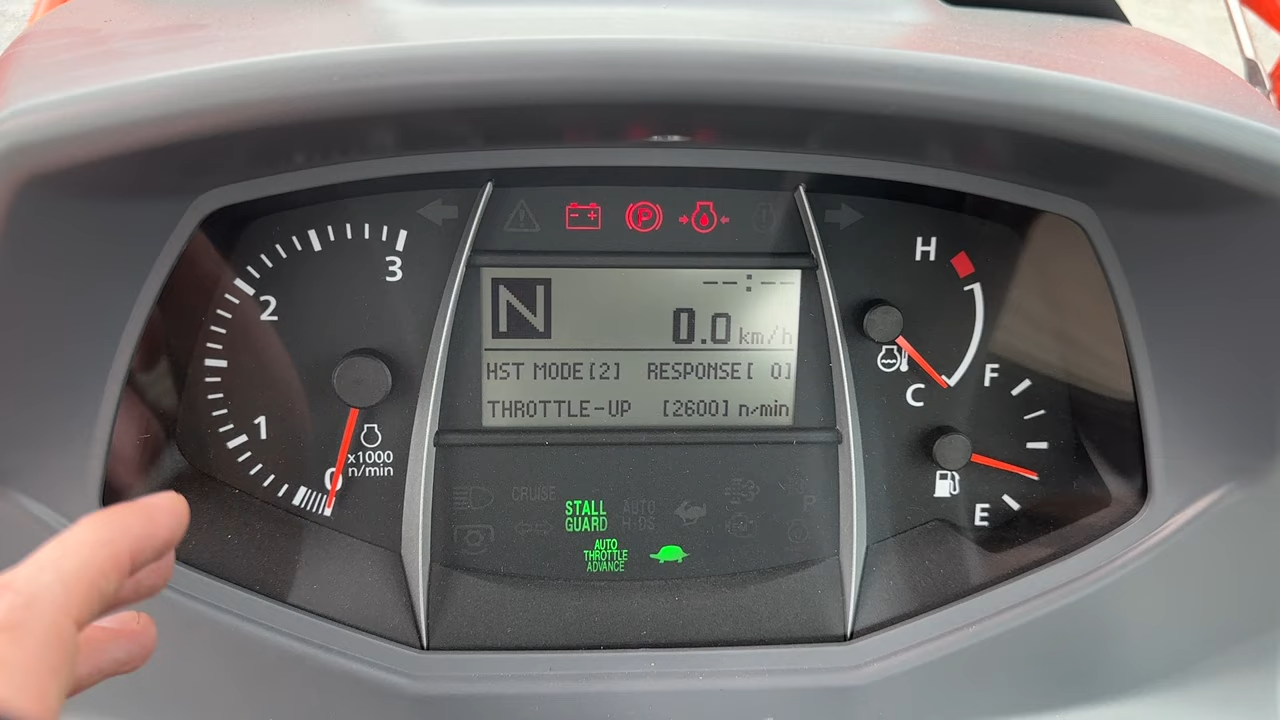 3
2
1
0
x1000
n/min
P
N
--:--
0.0 km/h
HST MODE[2] RESPONSE[ 0]
THROTTLE-UP [2600] n/min
CRUISE
STALL
GUARD
AUTO
H-DS
P
AUTO
THROTTLE
ADVANCE
H
C
F
E